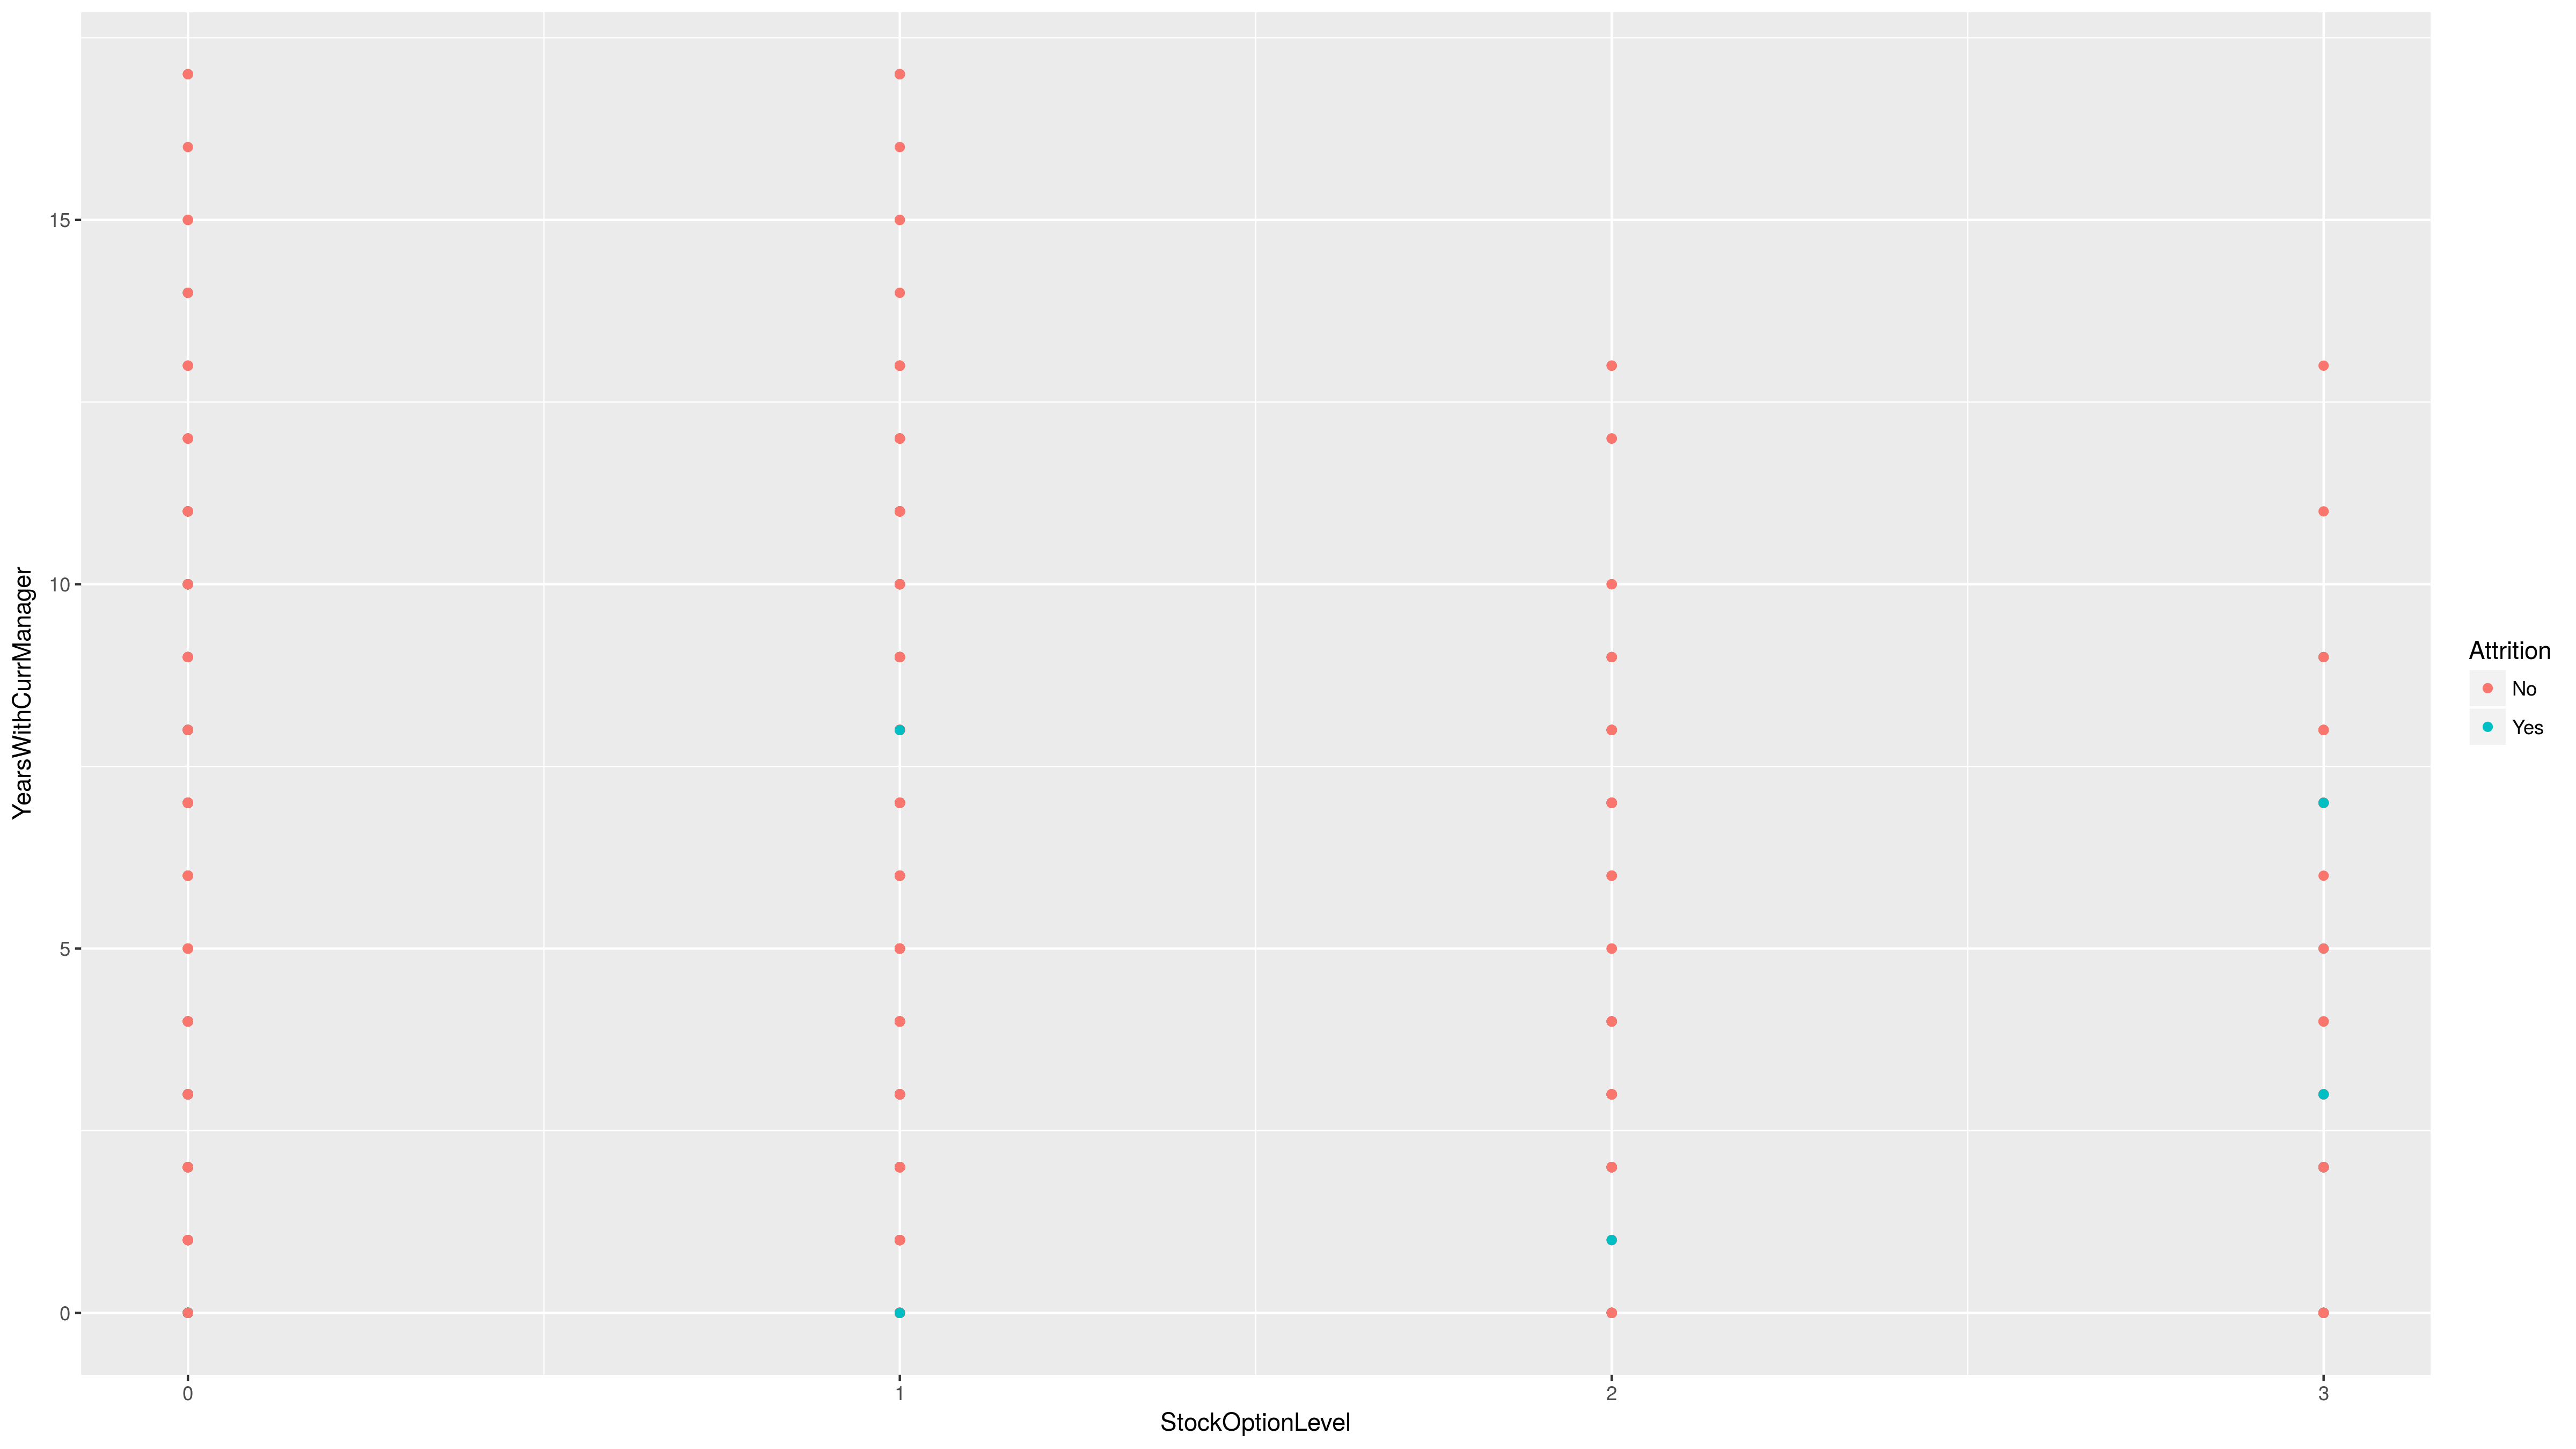 YearsWithCurrManager
15
10
5
0
0 1 2 3
StockOptionLevel
Attrition
No
Yes